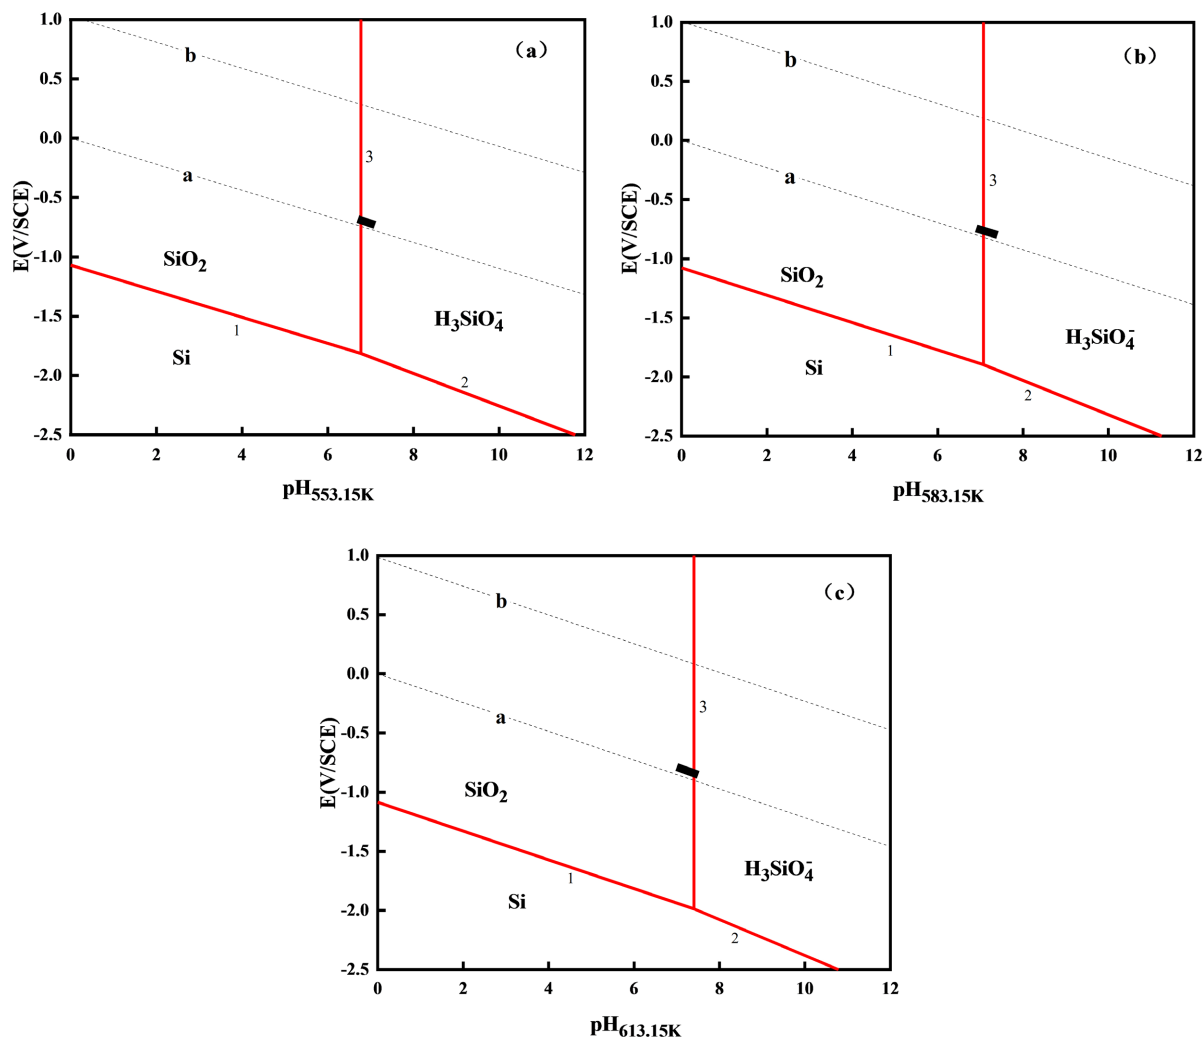 (a)
1.0
0.5
0.0
-0.5
-1.0
-1.5
-2.0
-2.5
E(V/SCE)
b
a
3
SiO₂
1
Si
H₃SiO₄⁻
2
0 2 4 6 8 10 12
pH₅₅₃.₁₅K
(b)
1.0
0.5
0.0
-0.5
-1.0
-1.5
-2.0
-2.5
E(V/SCE)
b
a
3
SiO₂
1
Si
H₃SiO₄⁻
2
0 2 4 6 8 10 12
pH₅₈₃.₁₅K
(c)
1.0
0.5
0.0
-0.5
-1.0
-1.5
-2.0
-2.5
E(V/SCE)
b
a
3
SiO₂
1
Si
H₃SiO₄⁻
2
0 2 4 6 8 10 12
pH₆₁₃.₁₅K